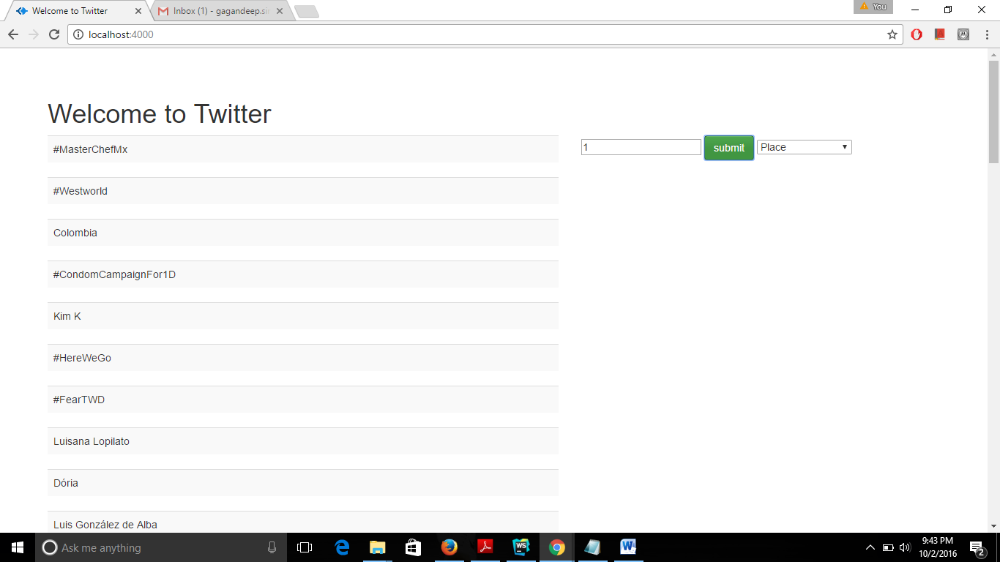 Welcome to Twitter
Inbox (1) - gagandeep.sin
You
localhost:4000
Welcome to Twitter
#MasterChefMx
1
submit
Place
#Westworld
Colombia
#CondomCampaignFor1D
Kim K
#HereWeGo
#FearTWD
Luisana Lopilato
Dória
Luis González de Alba
Ask me anything
WS
9:43 PM
10/2/2016
2